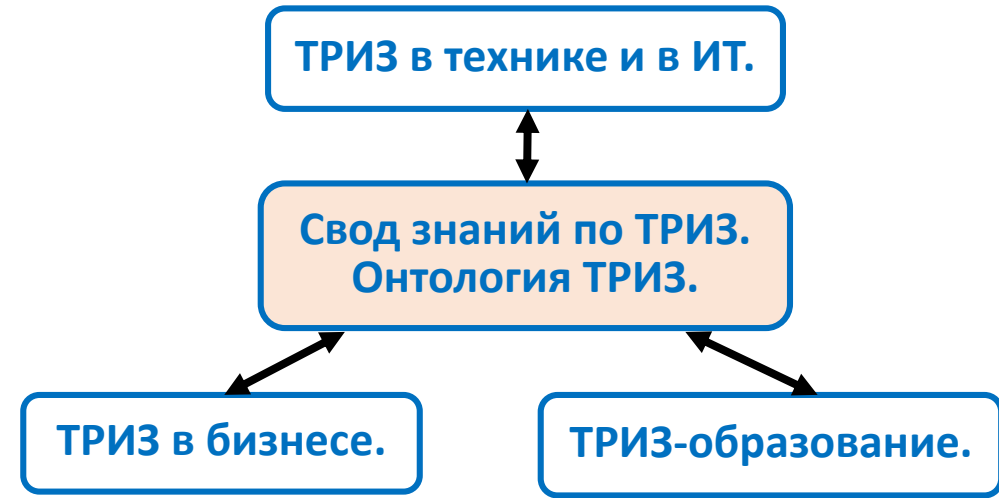 ТРИЗ в технике и в ИТ.
Свод знаний по ТРИЗ.
Онтология ТРИЗ.
ТРИЗ в бизнесе.
ТРИЗ-образование.